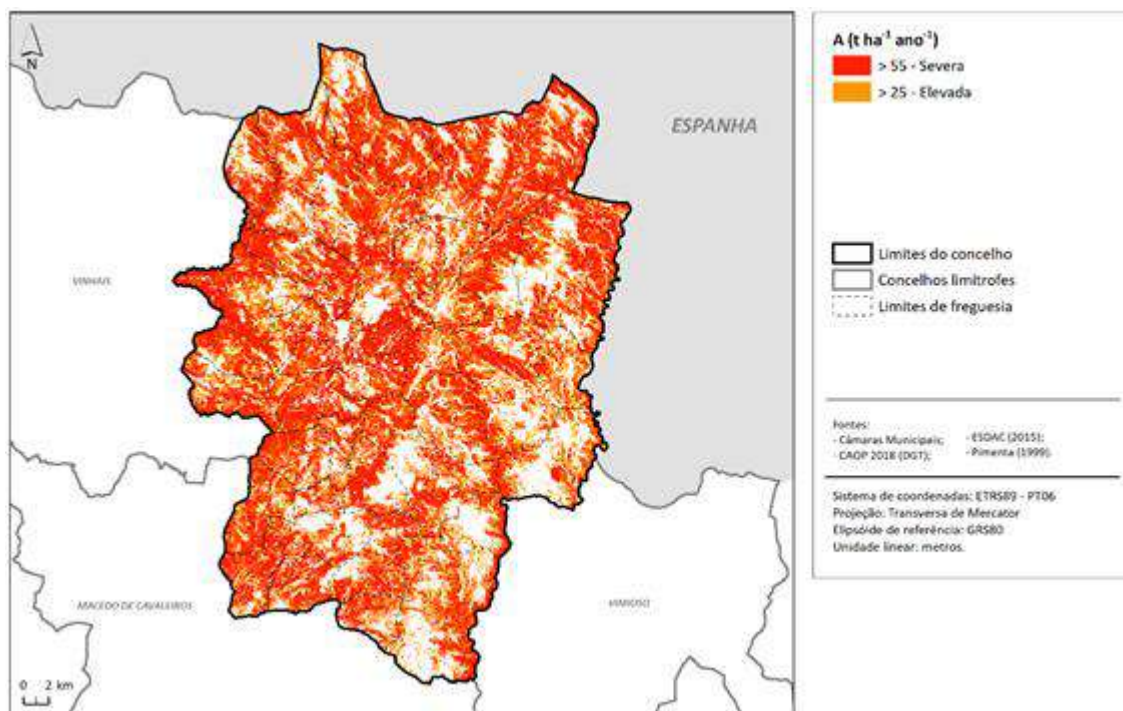 N
ESPANHA
VINHAIS
MACEDO DE CAVALEIROS
VIMIOSO
0 2 km
A (t ha⁻¹ ano⁻¹)
> 55 - Severa
> 25 - Elevada
Limites do concelho
Concelhos limítrofes
Limites de freguesia
Fontes:
- Câmaras Municipais; - ESDAC (2015);
- CAOP 2018 (DGT); - Pimenta (1999).
Sistema de coordenadas: ETRS89 - PT06
Projeção: Transversa de Mercator
Elipsóide de referência: GRS80
Unidade linear: metros.